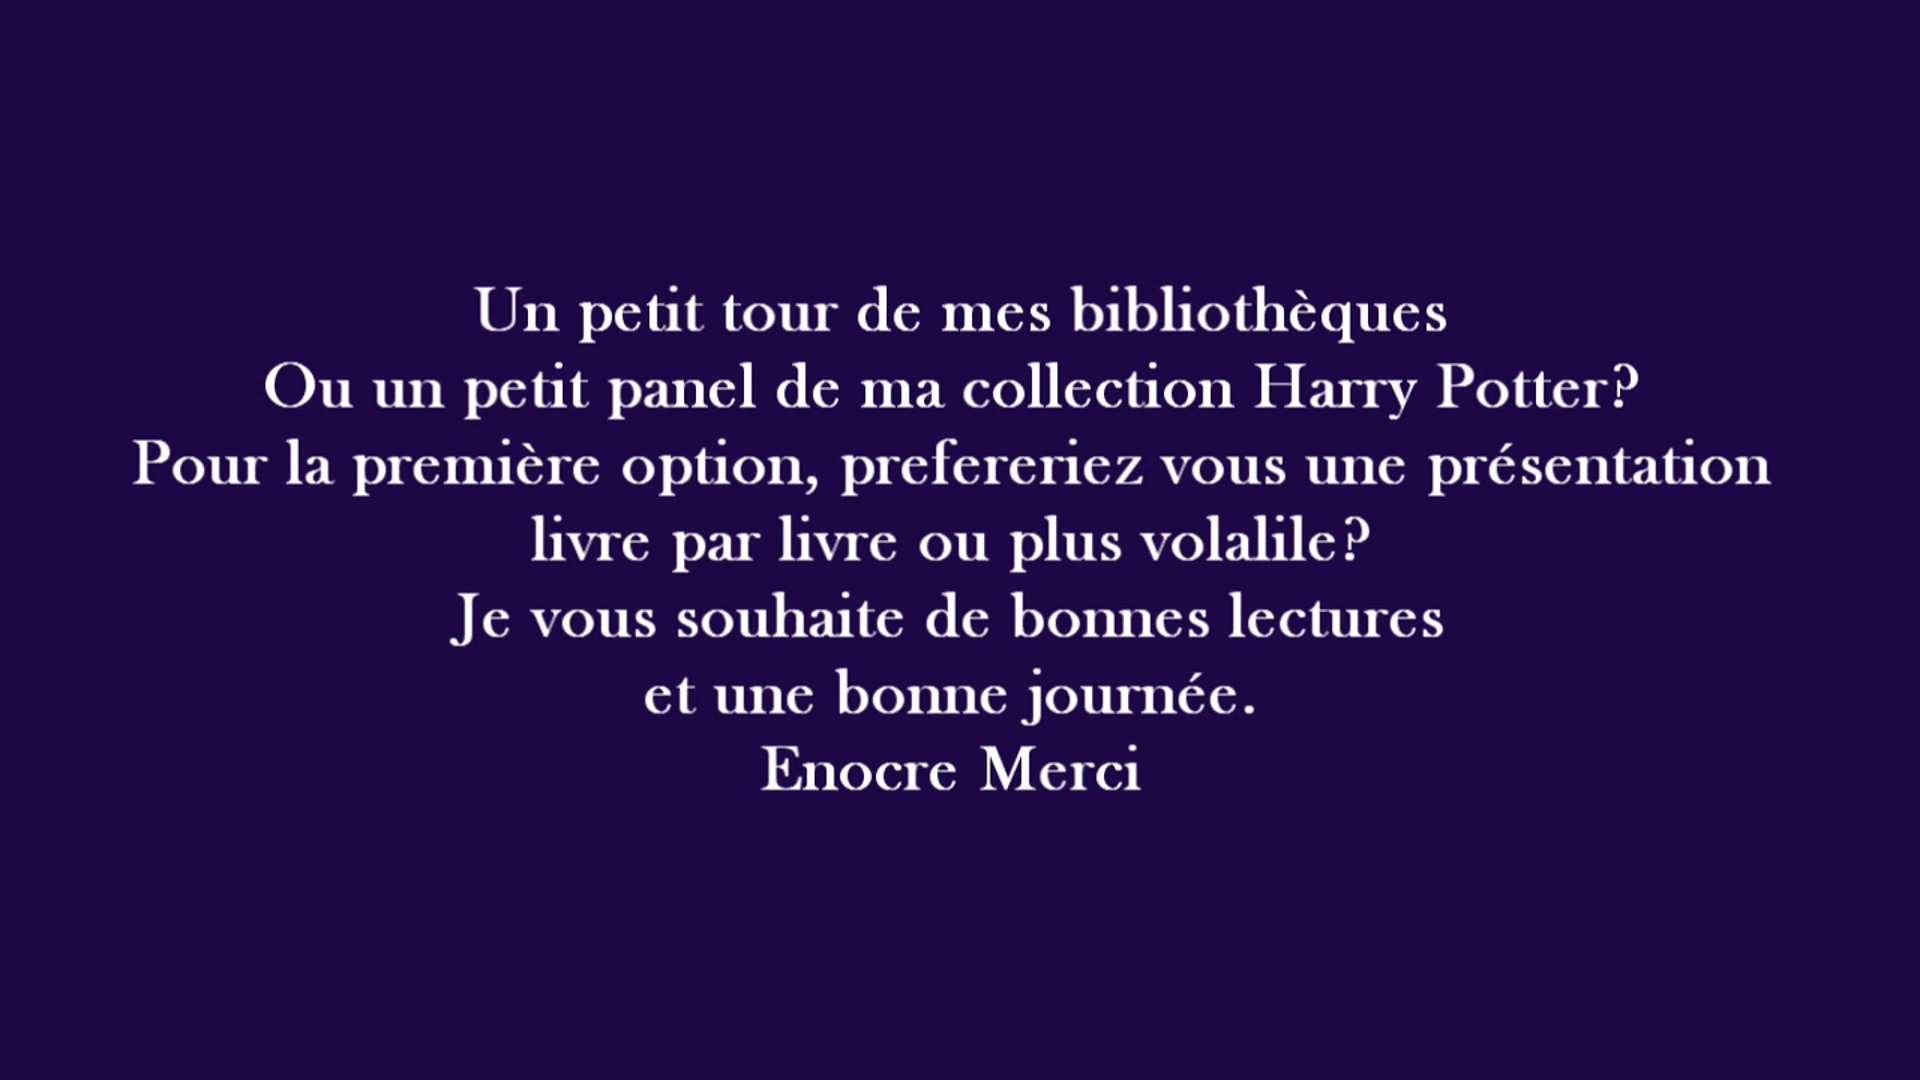 Un petit tour de mes bibliothèques
Ou un petit panel de ma collection Harry Potter?
Pour la première option, prefereriez vous une présentation
livre par livre ou plus volalile?
Je vous souhaite de bonnes lectures
et une bonne journée.
Enocre Merci